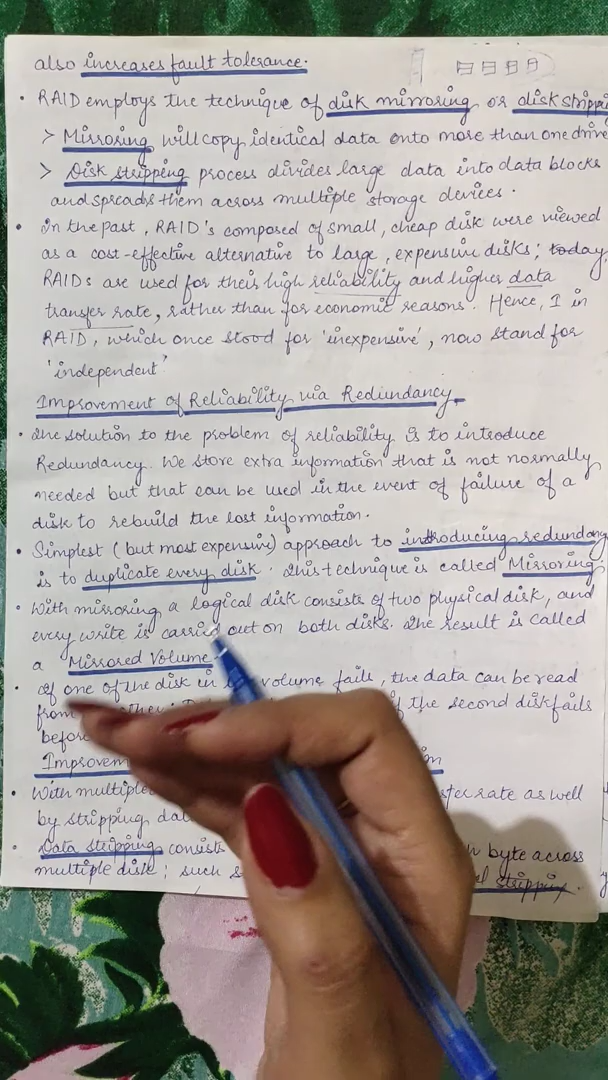 also increases fault tolerance.
• RAID employs the technique of disk mirroring or disk strippi
> Mirroring will copy identical data onto more than one drive
> Disk stripping process divides large data into data blocks
and spreads them across multiple storage devices.
• In the past, RAID's composed of small, cheap disk were viewed
as a cost-effective alternative to large, expensive disks; today,
RAIDs are used for their high reliability and higher data
transfer rate, rather than for economic reasons. Hence, I in
RAID, which once stood for 'inexpensive', now stand for
'independent'
Improvement of Reliability via Redundancy.
• The solution to the problem of reliability is to introduce
Redundancy. We store extra information that is not normally
needed but that can be used in the event of failure of a
disk to rebuild the lost information.
• Simplest (but most expensive) approach to introducing redundan
is to duplicate every disk. This technique is called Mirroring
• With mirroring a logical disk consists of two physical disk, and
every write is carried out on both disks. The result is called
a Mirrored Volume
• If one of the disk in volume fails, the data can be read
from the second disk fails
before
Improvem
• With multiple rate as well
by stripping dat
• Data stripping consists byte across
multiple disk; such stripping.